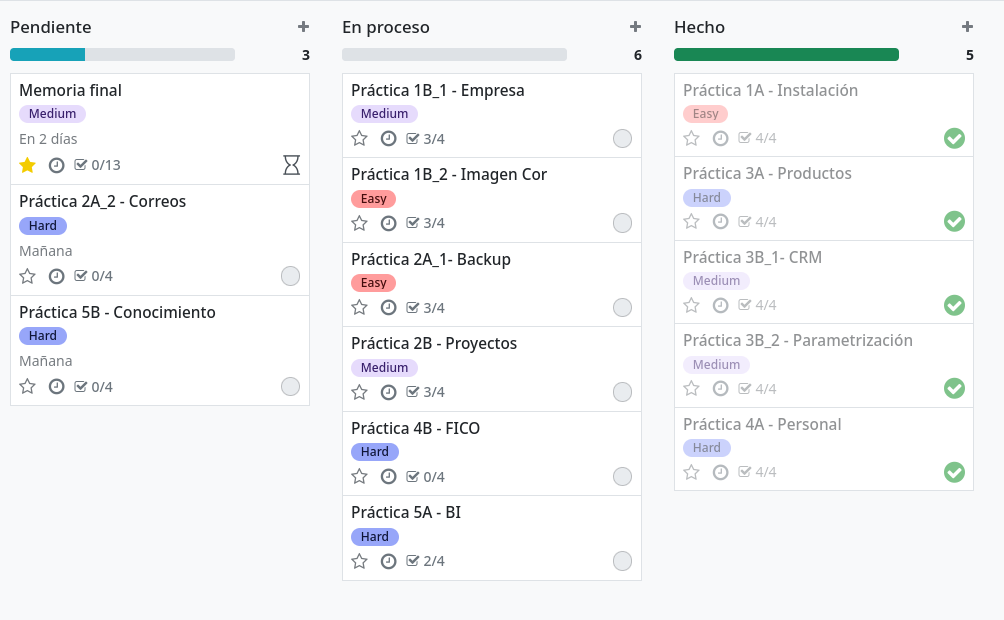 Pendiente +
3
Memoria final
Medium
En 2 días
0/13
Práctica 2A_2 - Correos
Hard
Mañana
0/4
Práctica 5B - Conocimiento
Hard
Mañana
0/4
En proceso +
6
Práctica 1B_1 - Empresa
Medium
3/4
Práctica 1B_2 - Imagen Cor
Easy
3/4
Práctica 2A_1- Backup
Easy
3/4
Práctica 2B - Proyectos
Medium
3/4
Práctica 4B - FICO
Hard
0/4
Práctica 5A - BI
Hard
2/4
Hecho +
5
Práctica 1A - Instalación
Easy
4/4
Práctica 3A - Productos
Hard
4/4
Práctica 3B_1- CRM
Medium
4/4
Práctica 3B_2 - Parametrización
Medium
4/4
Práctica 4A - Personal
Hard
4/4